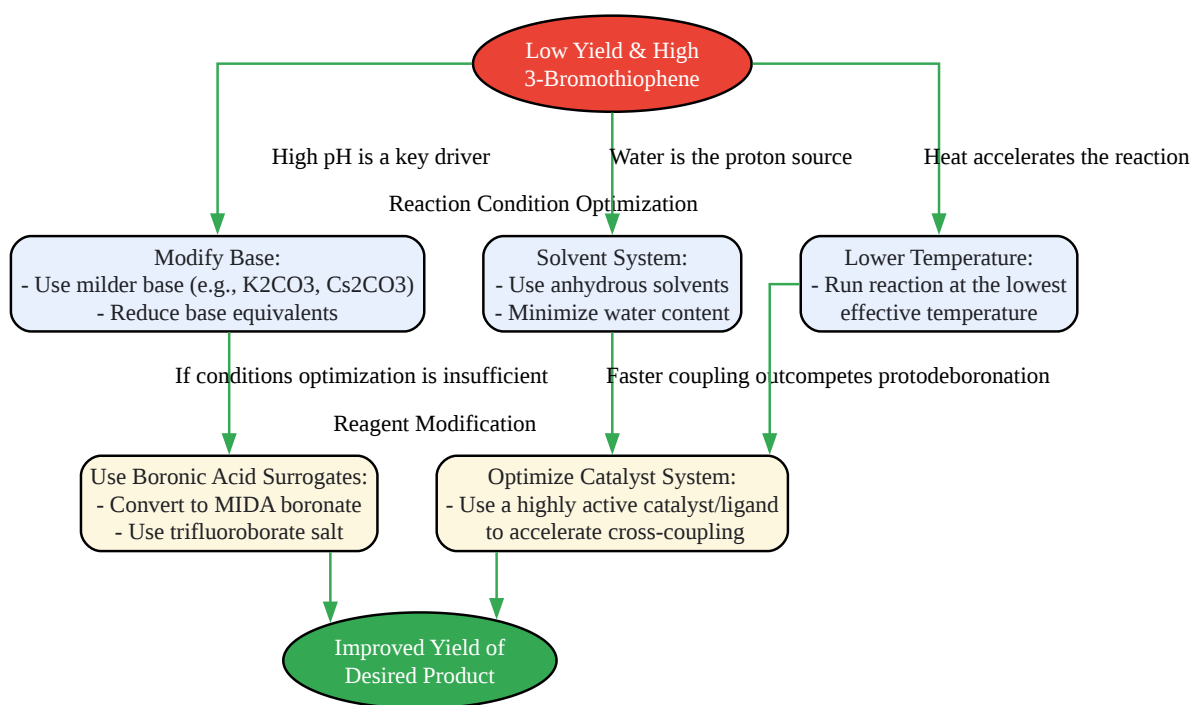 Low Yield & High
3-Bromothiophene
High pH is a key driver
Water is the proton source
Heat accelerates the reaction
Reaction Condition Optimization
Modify Base:
- Use milder base (e.g., K2CO3, Cs2CO3)
- Reduce base equivalents
Solvent System:
- Use anhydrous solvents
- Minimize water content
Lower Temperature:
- Run reaction at the lowest
effective temperature
If conditions optimization is insufficient
Faster coupling outcompetes protodeboronation
Reagent Modification
Use Boronic Acid Surrogates:
- Convert to MIDA boronate
- Use trifluoroborate salt
Optimize Catalyst System:
- Use a highly active catalyst/ligand
to accelerate cross-coupling
Improved Yield of
Desired Product